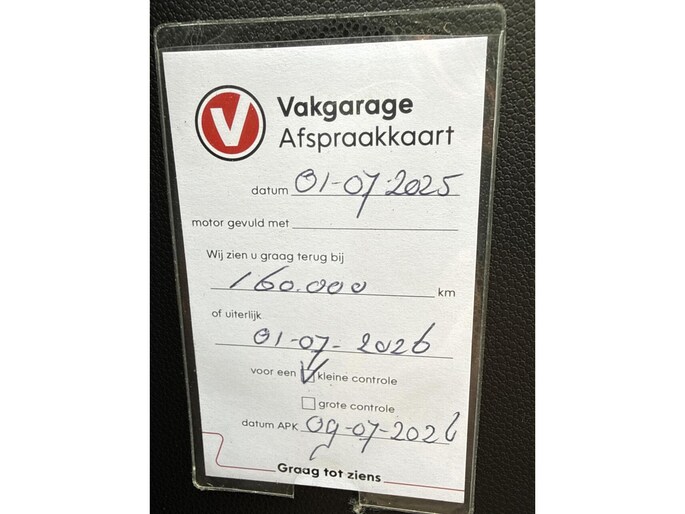 V Vakgarage
Afspraakkaart
datum 01-07-2025
motor gevuld met
Wij zien u graag terug bij
160.000 km
of uiterlijk
01-07-2026
voor een kleine controle
grote controle
datum APK 09-07-2026
Graag tot ziens